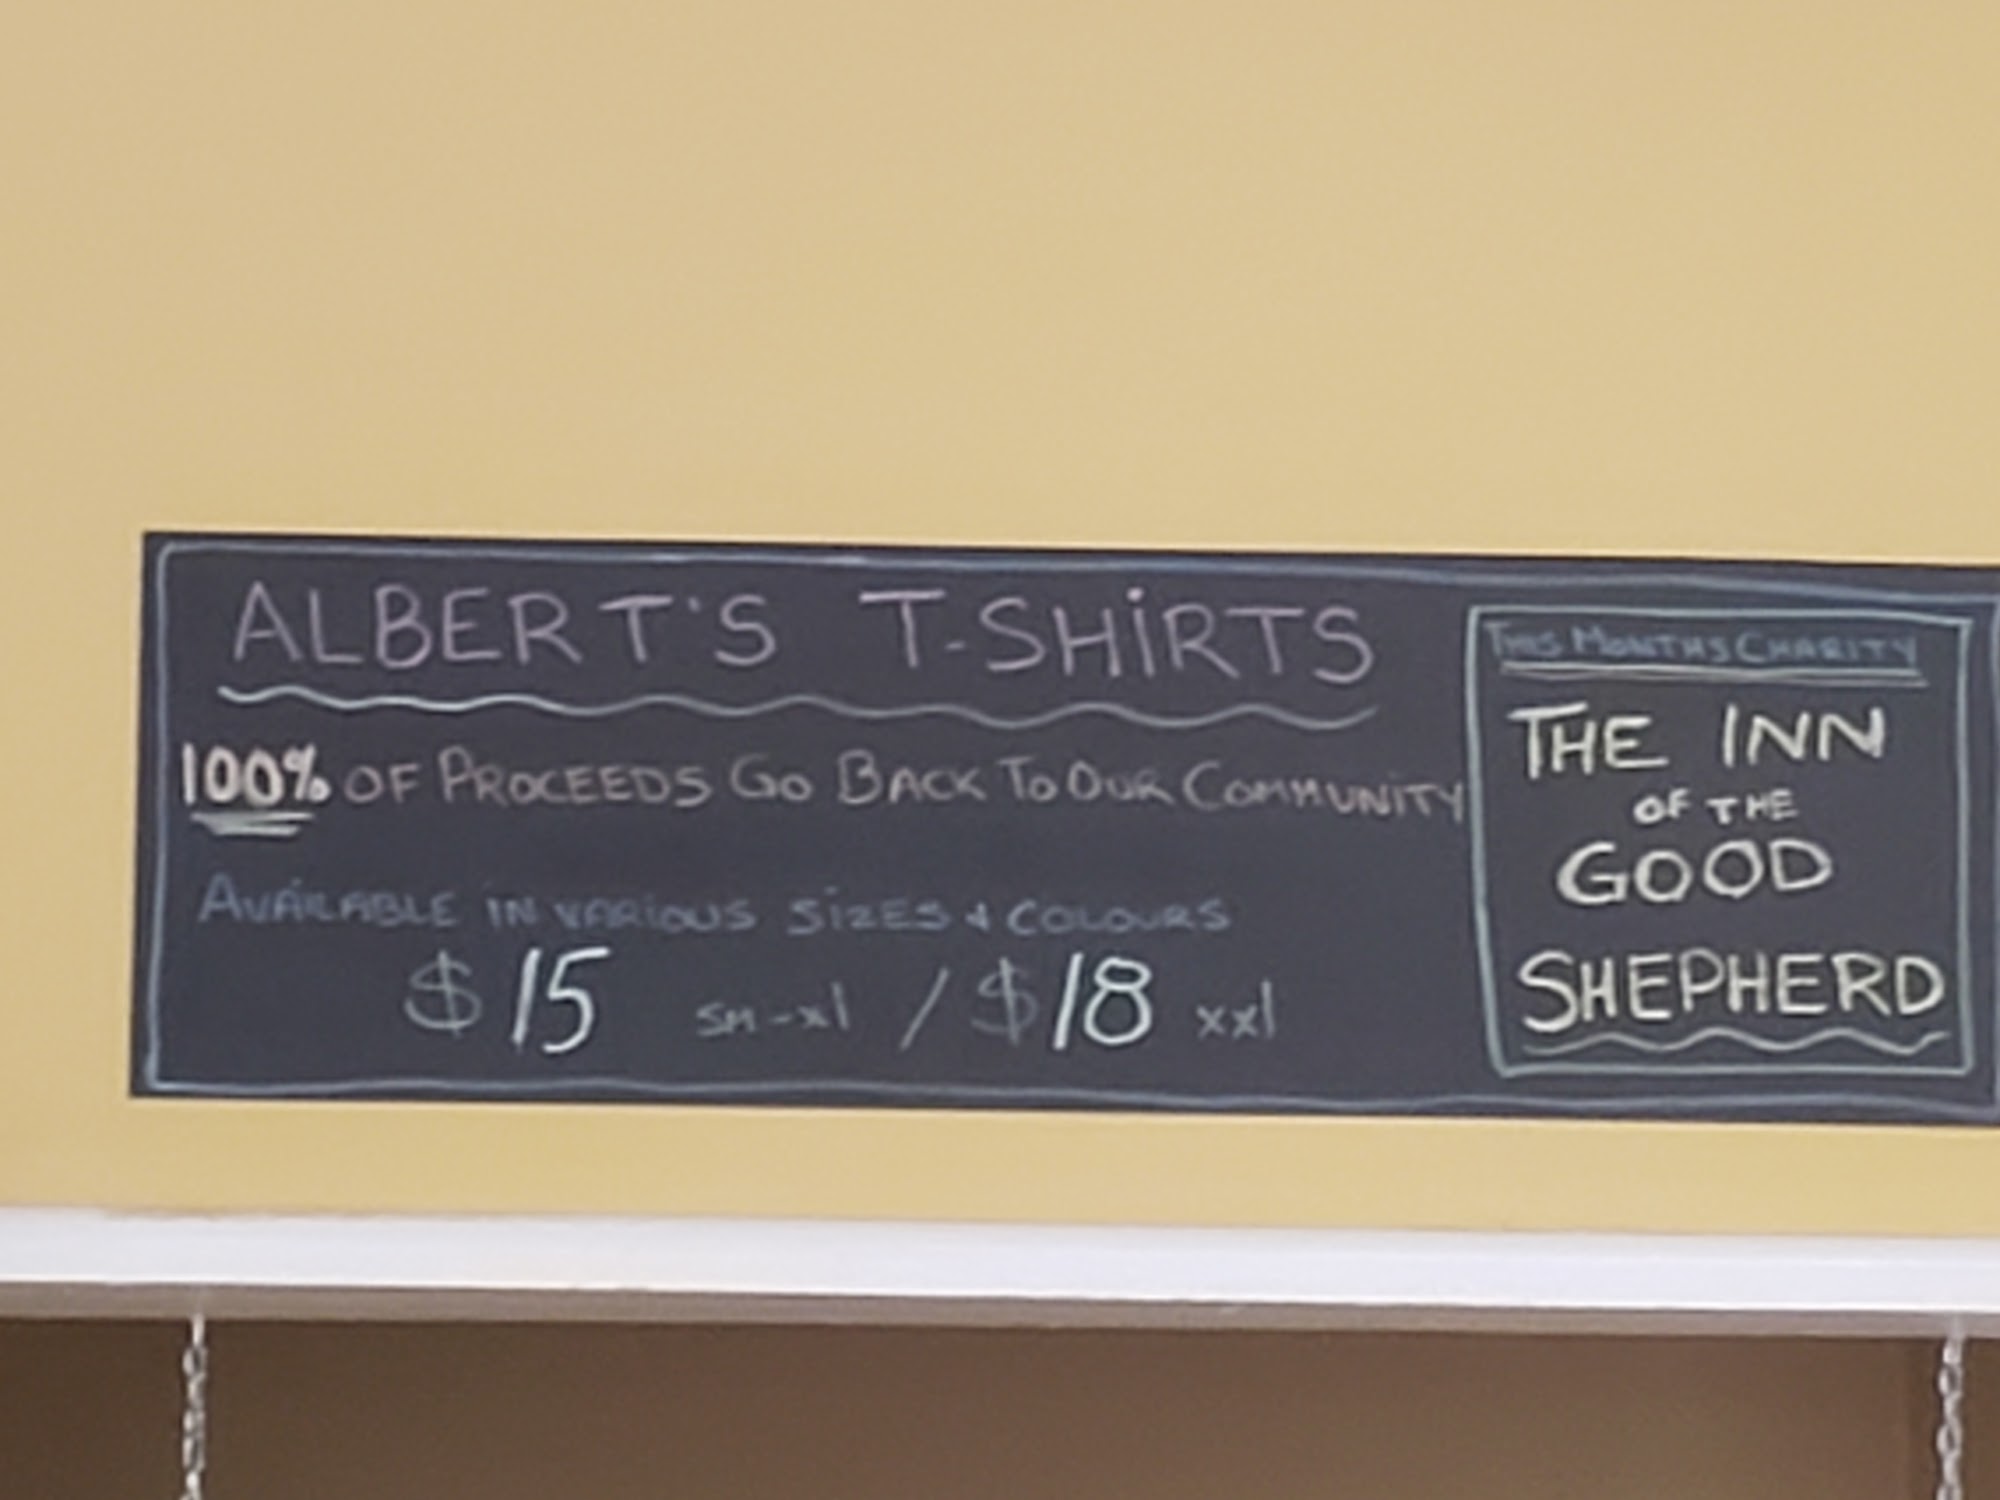 ALBERT'S T-SHiRTS
100% OF PROCEEDS GO BACK TO OUR COMMUNiTY
AVAiLABLE iN VARiOUS SiZES & COLOURS
$15 sm-xl / $18 xxl
THIS MONTHS CHARITY
THE INN
OF THE
GOOD
SHEPHERD